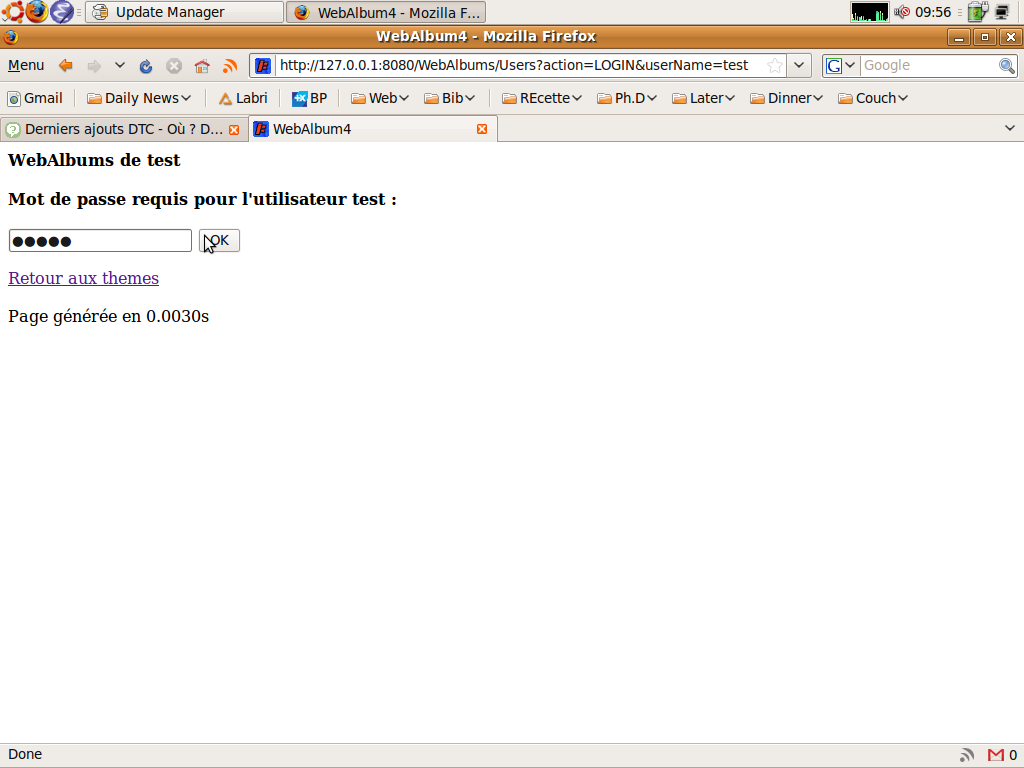 Update Manager
WebAlbum4 - Mozilla F...
09:56
WebAlbum4 - Mozilla Firefox
Menu
http://127.0.0.1:8080/WebAlbums/Users?action=LOGIN&userName=test
Google
Gmail
Daily News
Labri
BP
Web
Bib
REcette
Ph.D
Later
Dinner
Couch
Derniers ajouts DTC - Où ? D...
WebAlbum4
WebAlbums de test
Mot de passe requis pour l'utilisateur test :
●●●●●
OK
Retour aux themes
Page générée en 0.0030s
Done
0